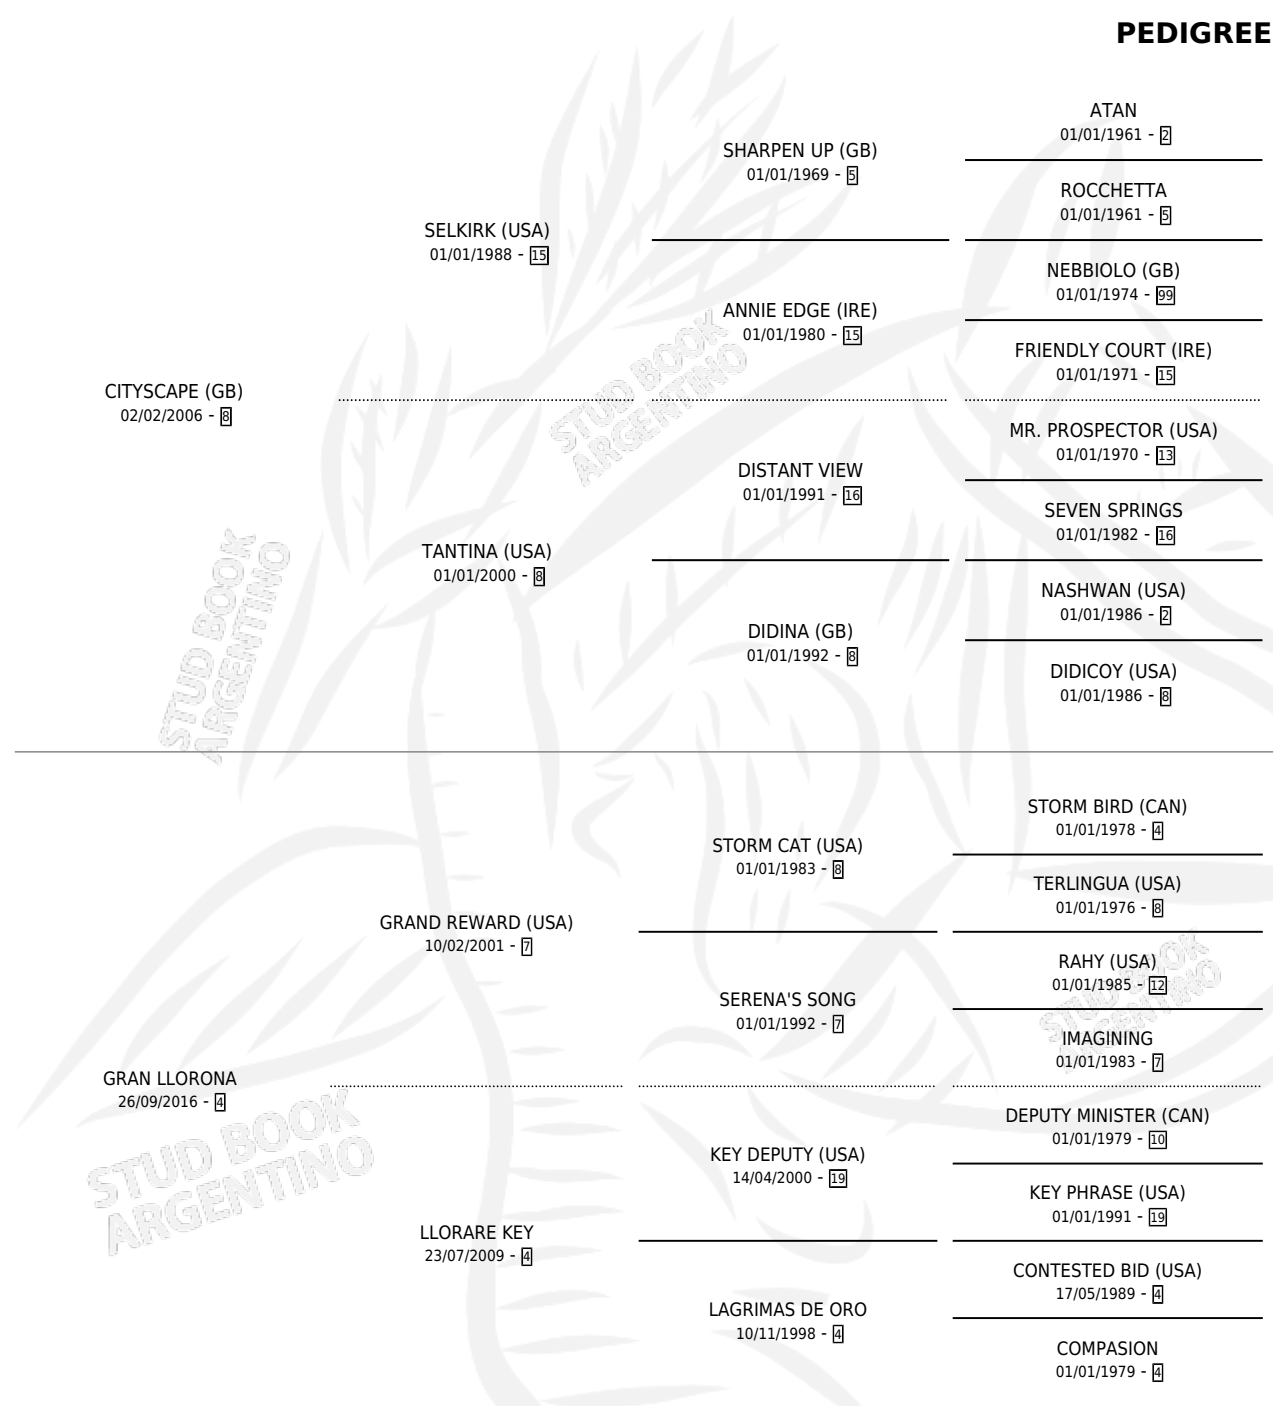 PEDIGREE
ATAN
01/01/1961 - 2
SHARPEN UP (GB)
01/01/1969 - 5
ROCCHETTA
01/01/1961 - 5
SELKIRK (USA)
01/01/1988 - 15
NEBBIOLO (GB)
01/01/1974 - 99
ANNIE EDGE (IRE)
01/01/1980 - 15
FRIENDLY COURT (IRE)
01/01/1971 - 15
CITYSCAPE (GB)
02/02/2006 - 8
MR. PROSPECTOR (USA)
01/01/1970 - 13
DISTANT VIEW
01/01/1991 - 16
SEVEN SPRINGS
01/01/1982 - 16
TANTINA (USA)
01/01/2000 - 8
NASHWAN (USA)
01/01/1986 - 2
DIDINA (GB)
01/01/1992 - 8
DIDICOY (USA)
01/01/1986 - 8
STORM BIRD (CAN)
01/01/1978 - 4
STORM CAT (USA)
01/01/1983 - 8
TERLINGUA (USA)
01/01/1976 - 8
GRAND REWARD (USA)
10/02/2001 - 7
RAHY (USA)
01/01/1985 - 12
SERENA'S SONG
01/01/1992 - 7
IMAGINING
01/01/1983 - 7
GRAN LLORONA
26/09/2016 - 4
DEPUTY MINISTER (CAN)
01/01/1979 - 10
KEY DEPUTY (USA)
14/04/2000 - 19
KEY PHRASE (USA)
01/01/1991 - 19
LLORARE KEY
23/07/2009 - 4
CONTESTED BID (USA)
17/05/1989 - 4
LAGRIMAS DE ORO
10/11/1998 - 4
COMPASION
01/01/1979 - 4
STUD BOOK
ARGENTINO
STUD BOOK
ARGENTINO
STUD BOOK
ARGENTINO
STUD BOOK
ARGENTINO